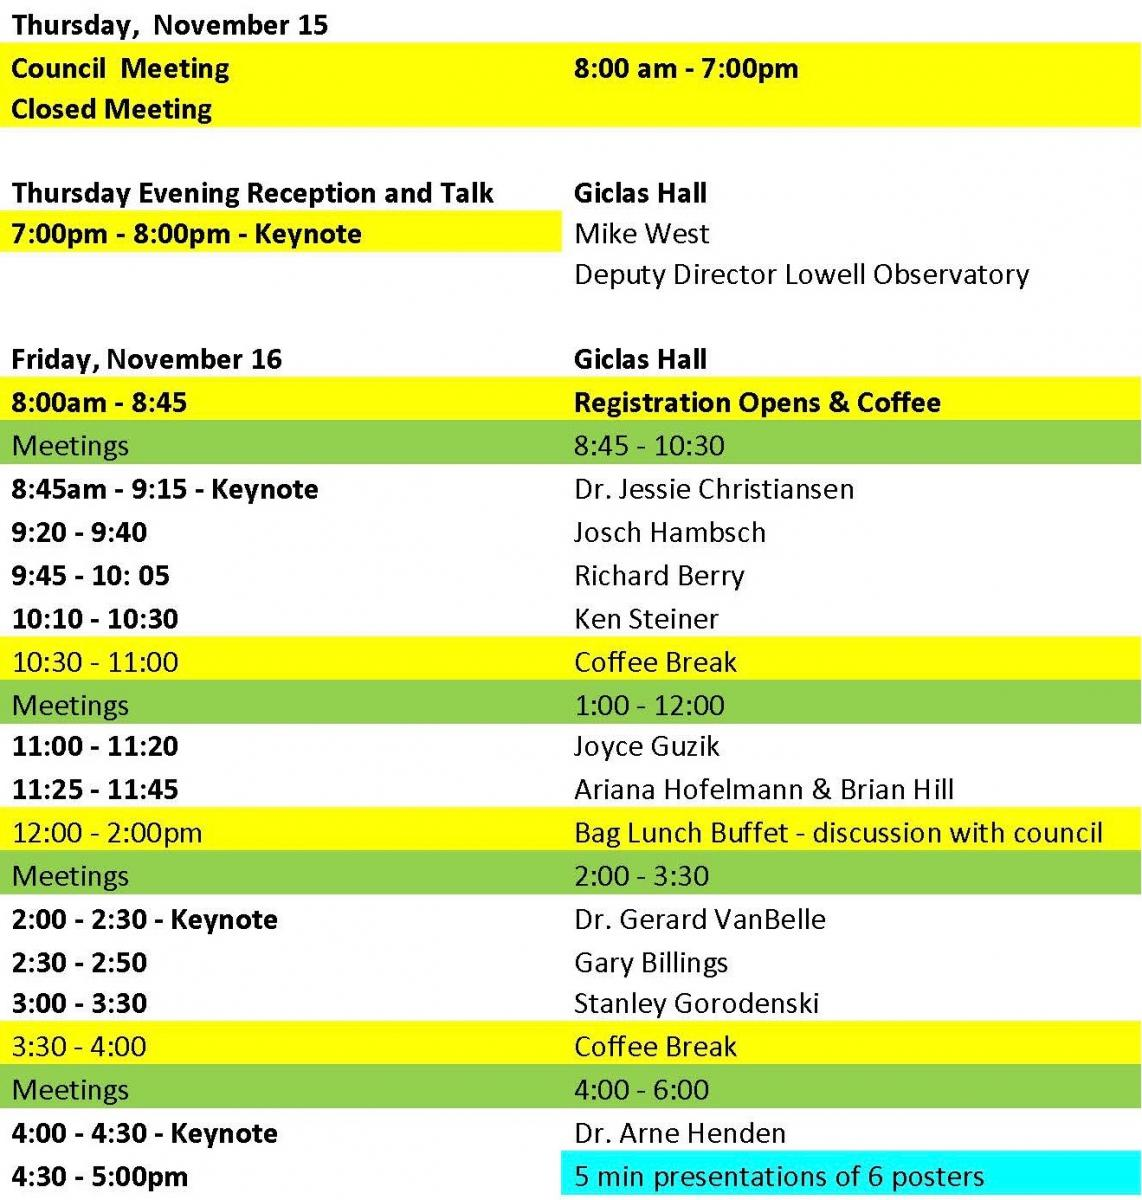 Thursday, November 15
Council Meeting 8:00 am - 7:00pm
Closed Meeting
Thursday Evening Reception and Talk Giclas Hall
7:00pm - 8:00pm - Keynote Mike West
Deputy Director Lowell Observatory
Friday, November 16 Giclas Hall
8:00am - 8:45 Registration Opens & Coffee
Meetings 8:45 - 10:30
8:45am - 9:15 - Keynote Dr. Jessie Christiansen
9:20 - 9:40 Josch Hambsch
9:45 - 10: 05 Richard Berry
10:10 - 10:30 Ken Steiner
10:30 - 11:00 Coffee Break
Meetings 1:00 - 12:00
11:00 - 11:20 Joyce Guzik
11:25 - 11:45 Ariana Hofelmann & Brian Hill
12:00 - 2:00pm Bag Lunch Buffet - discussion with council
Meetings 2:00 - 3:30
2:00 - 2:30 - Keynote Dr. Gerard VanBelle
2:30 - 2:50 Gary Billings
3:00 - 3:30 Stanley Gorodenski
3:30 - 4:00 Coffee Break
Meetings 4:00 - 6:00
4:00 - 4:30 - Keynote Dr. Arne Henden
4:30 - 5:00pm 5 min presentations of 6 posters